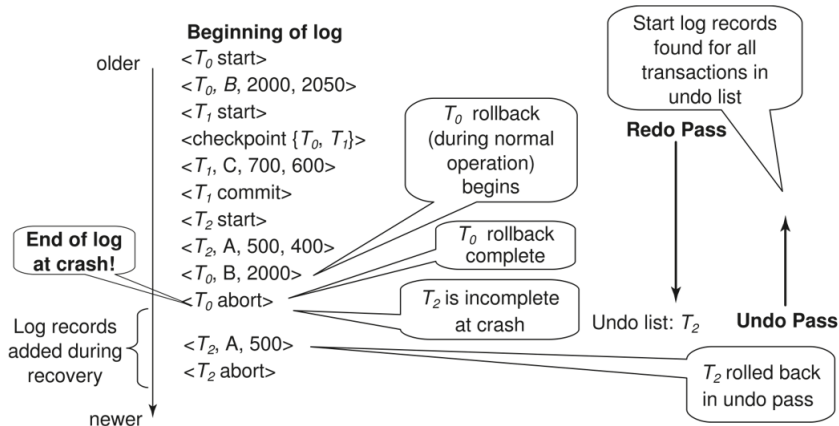 Beginning of log
older
<T0 start>
<T0, B, 2000, 2050>
<T1 start>
<checkpoint {T0, T1}>
<T1, C, 700, 600>
<T1 commit>
<T2 start>
<T2, A, 500, 400>
<T0, B, 2000>
<T0 abort>
<T2, A, 500>
<T2 abort>
newer
End of log
at crash!
Log records
added during
recovery
T0 rollback
(during normal
operation)
begins
T0 rollback
complete
T2 is incomplete
at crash
Start log records
found for all
transactions in
undo list
Redo Pass
Undo list: T2
Undo Pass
T2 rolled back
in undo pass